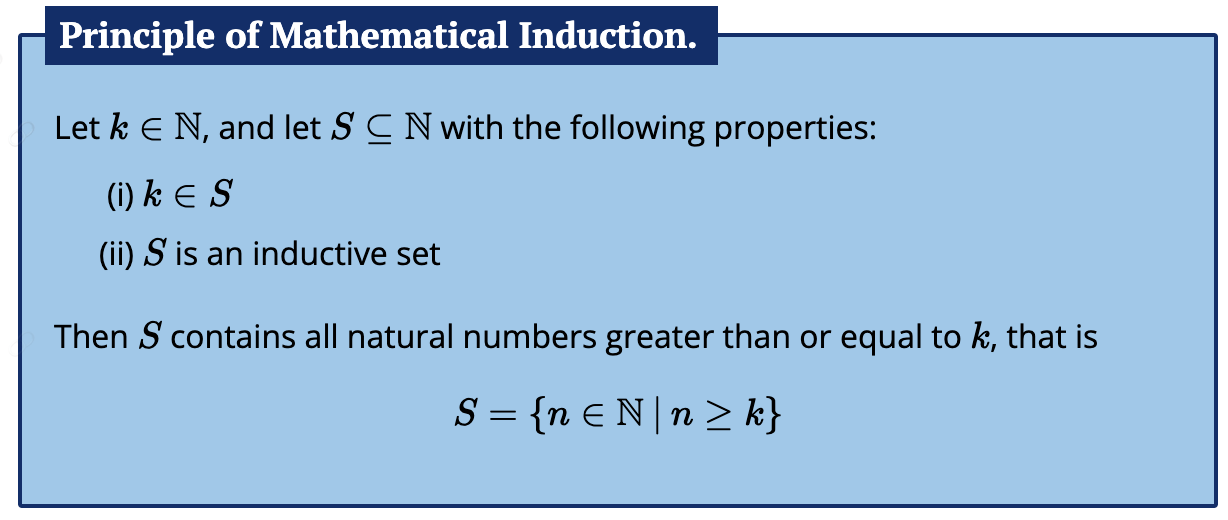 Principle of Mathematical Induction.
Let k ∈ ℕ, and let S ⊆ ℕ with the following properties:
(i) k ∈ S
(ii) S is an inductive set
Then S contains all natural numbers greater than or equal to k, that is
S = {n ∈ ℕ | n ≥ k}